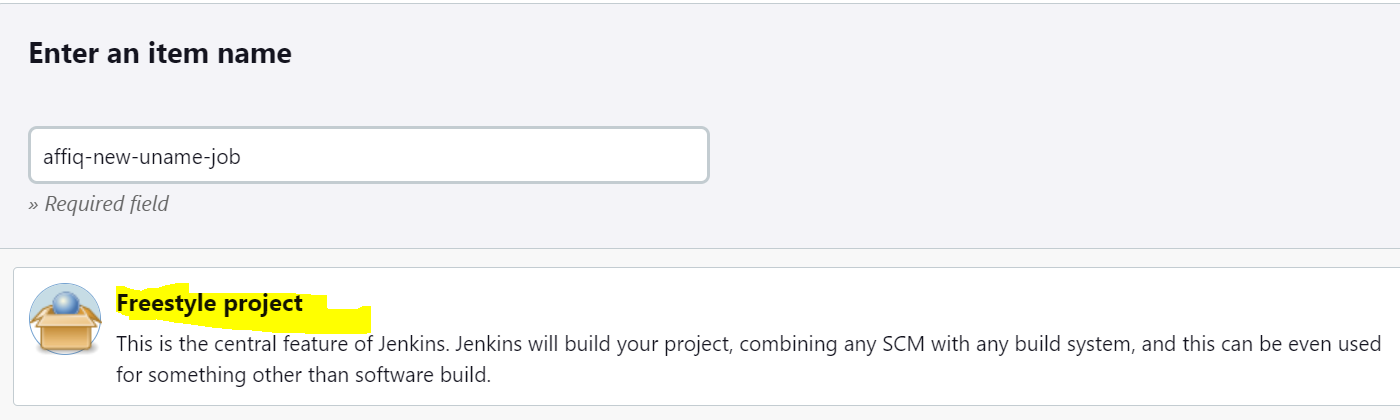 Enter an item name
affiq-new-uname-job
» Required field
Freestyle project
This is the central feature of Jenkins. Jenkins will build your project, combining any SCM with any build system, and this can be even used
for something other than software build.